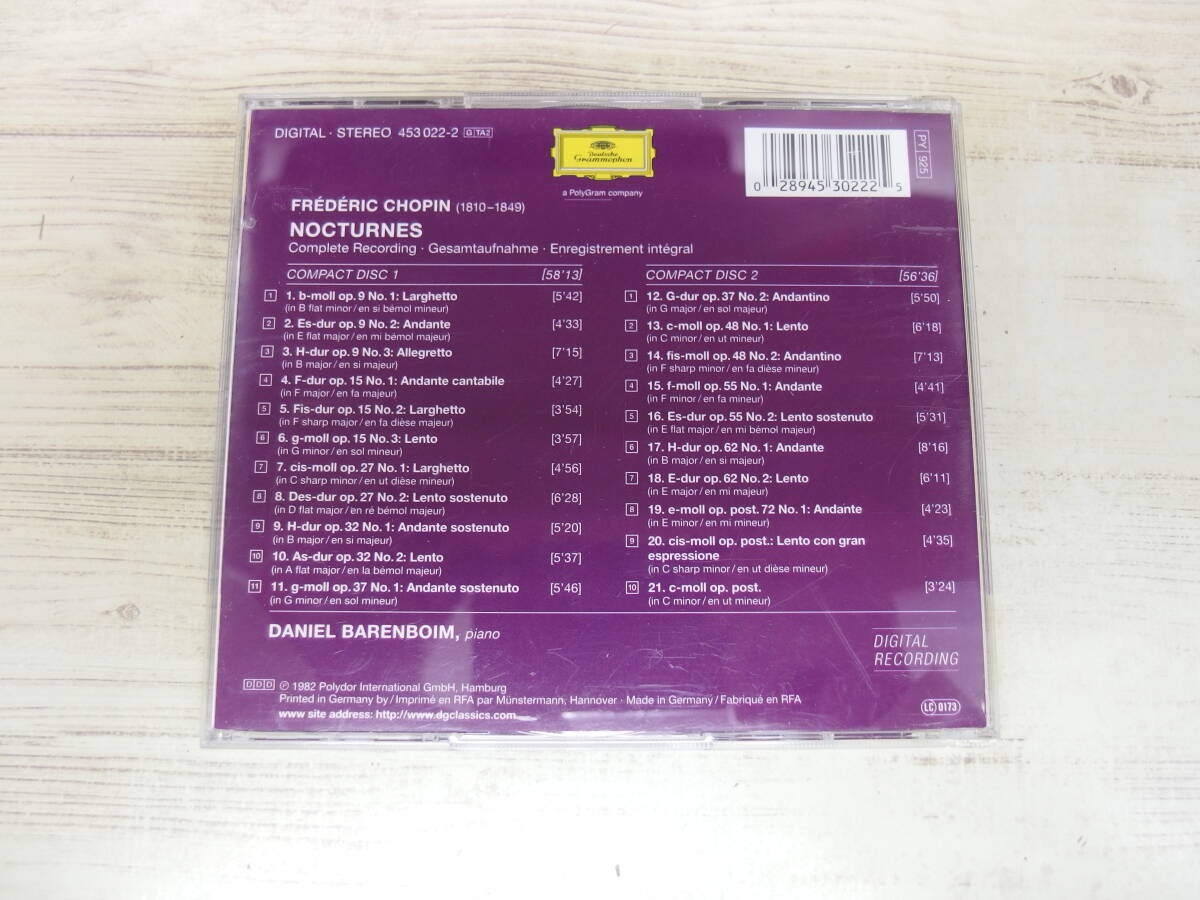 DIGITAL · STEREO 453 022-2 G TA2
Deutsche
Grammophon
a PolyGram company
0 28945 30222 5
PY 925
FRÉDÉRIC CHOPIN (1810–1849)
NOCTURNES
Complete Recording · Gesamtaufnahme · Enregistrement intégral
COMPACT DISC 1 [58'13]
1 1. b-moll op. 9 No. 1: Larghetto [5'42]
(in B flat minor / en si bémol mineur)
2 2. Es-dur op. 9 No. 2: Andante [4'33]
(in E flat major / en mi bémol majeur)
3 3. H-dur op. 9 No. 3: Allegretto [7'15]
(in B major / en si majeur)
4 4. F-dur op. 15 No. 1: Andante cantabile [4'27]
(in F major / en fa majeur)
5 5. Fis-dur op. 15 No. 2: Larghetto [3'54]
(in F sharp major / en fa dièse majeur)
6 6. g-moll op. 15 No. 3: Lento [3'57]
(in G minor / en sol mineur)
7 7. cis-moll op. 27 No. 1: Larghetto [4'56]
(in C sharp minor / en ut dièse mineur)
8 8. Des-dur op. 27 No. 2: Lento sostenuto [6'28]
(in D flat major / en ré bémol majeur)
9 9. H-dur op. 32 No. 1: Andante sostenuto [5'20]
(in B major / en si majeur)
10 10. As-dur op. 32 No. 2: Lento [5'37]
(in A flat major / en la bémol majeur)
11 11. g-moll op. 37 No. 1: Andante sostenuto [5'46]
(in G minor / en sol mineur)
COMPACT DISC 2 [56'36]
1 12. G-dur op. 37 No. 2: Andantino [5'50]
(in G major / en sol majeur)
2 13. c-moll op. 48 No. 1: Lento [6'18]
(in C minor / en ut mineur)
3 14. fis-moll op. 48 No. 2: Andantino [7'13]
(in F sharp minor / en fa dièse mineur)
4 15. f-moll op. 55 No. 1: Andante [4'41]
(in F minor / en fa mineur)
5 16. Es-dur op. 55 No. 2: Lento sostenuto [5'31]
(in E flat major / en mi bémol majeur)
6 17. H-dur op. 62 No. 1: Andante [8'16]
(in B major / en si majeur)
7 18. E-dur op. 62 No. 2: Lento [6'11]
(in E major / en mi majeur)
8 19. e-moll op. post. 72 No. 1: Andante [4'23]
(in E minor / en mi mineur)
9 20. cis-moll op. post.: Lento con gran [4'35]
espressione
(in C sharp minor / en ut dièse mineur)
10 21. c-moll op. post. [3'24]
(in C minor / en ut mineur)
DANIEL BARENBOIM, piano
DIGITAL
RECORDING
DDD ℗ 1982 Polydor International GmbH, Hamburg
Printed in Germany by / Imprimé en RFA par Münstermann, Hannover · Made in Germany / Fabriqué en RFA
www site address: http://www.dgclassics.com
LC 0173